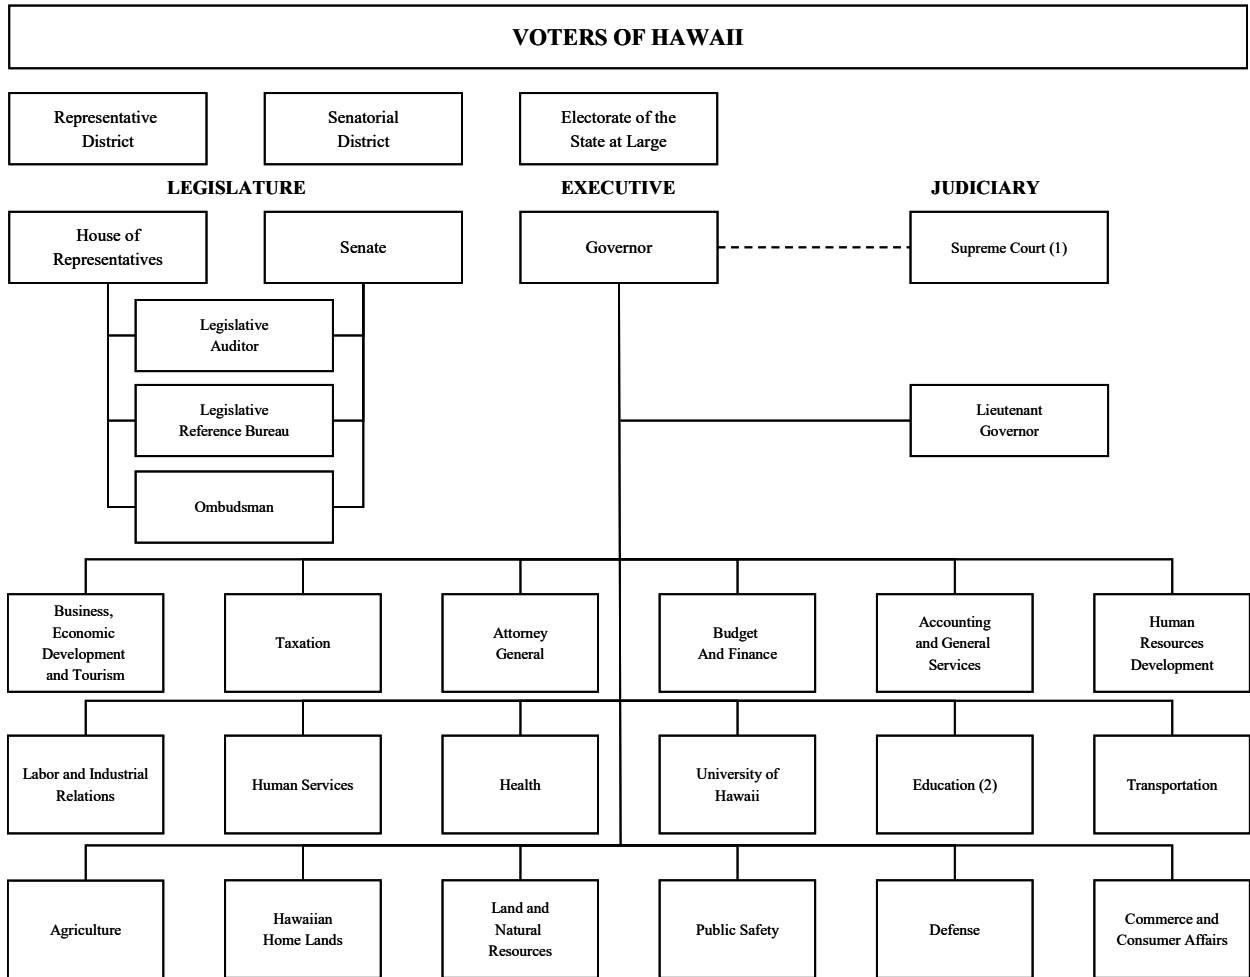 VOTERS OF HAWAII
Representative
District
Senatorial
District
Electorate of the
State at Large
LEGISLATURE
EXECUTIVE
JUDICIARY
House of
Representatives
Senate
Governor
Supreme Court (1)
Legislative
Auditor
Legislative
Reference Bureau
Lieutenant
Governor
Ombudsman
Business,
Economic
Development
and Tourism
Taxation
Attorney
General
Budget
And Finance
Accounting
and General
Services
Human
Resources
Development
Labor and Industrial
Relations
Human Services
Health
University of
Hawaii
Education (2)
Transportation
Agriculture
Hawaiian
Home Lands
Land and
Natural
Resources
Public Safety
Defense
Commerce and
Consumer Affairs